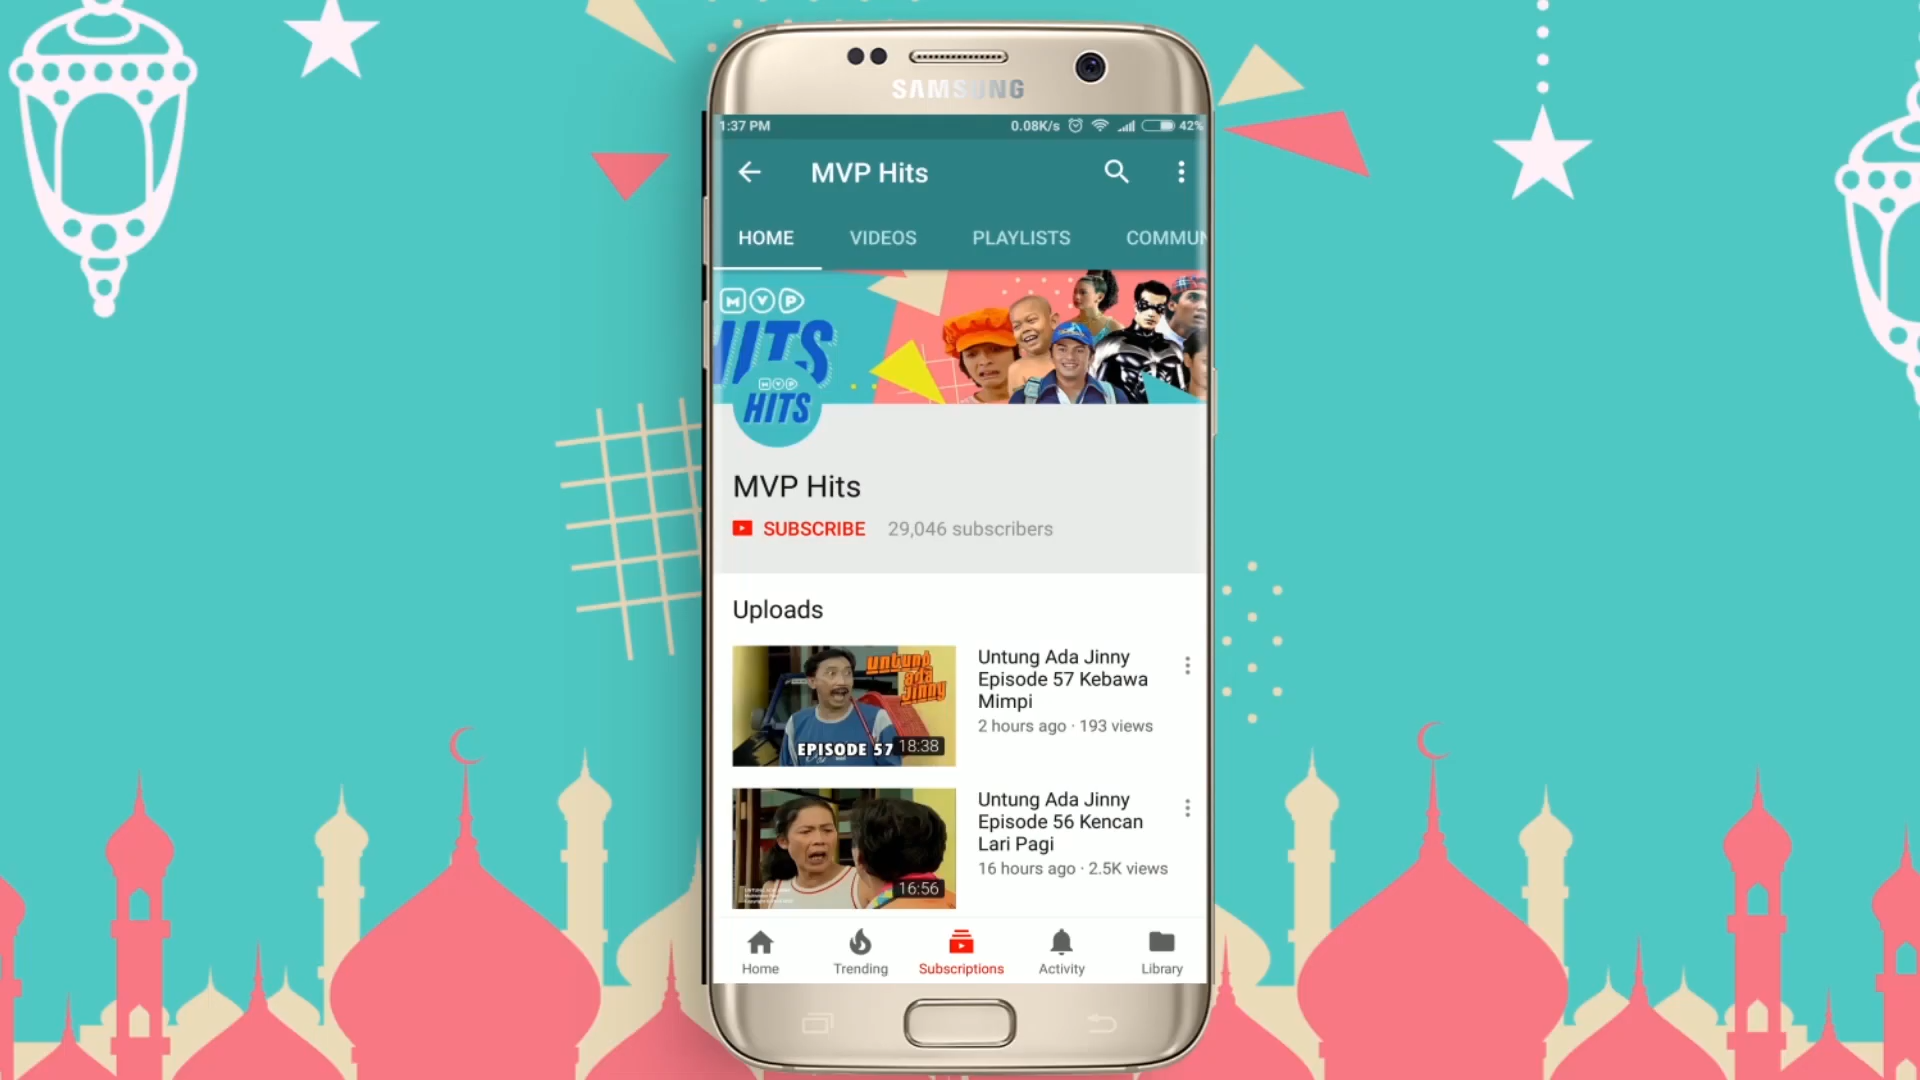 SAMSUNG
1:37 PM
0.08K/s
42%
MVP Hits
HOME
VIDEOS
PLAYLISTS
COMMUN
MVP
HITS
MVP
HITS
MVP Hits
SUBSCRIBE
29,046 subscribers
Uploads
untung
ada
jinny
EPISODE 57
18:38
Untung Ada Jinny
Episode 57 Kebawa
Mimpi
2 hours ago · 193 views
16:56
Untung Ada Jinny
Episode 56 Kencan
Lari Pagi
16 hours ago · 2.5K views
Home
Trending
Subscriptions
Activity
Library